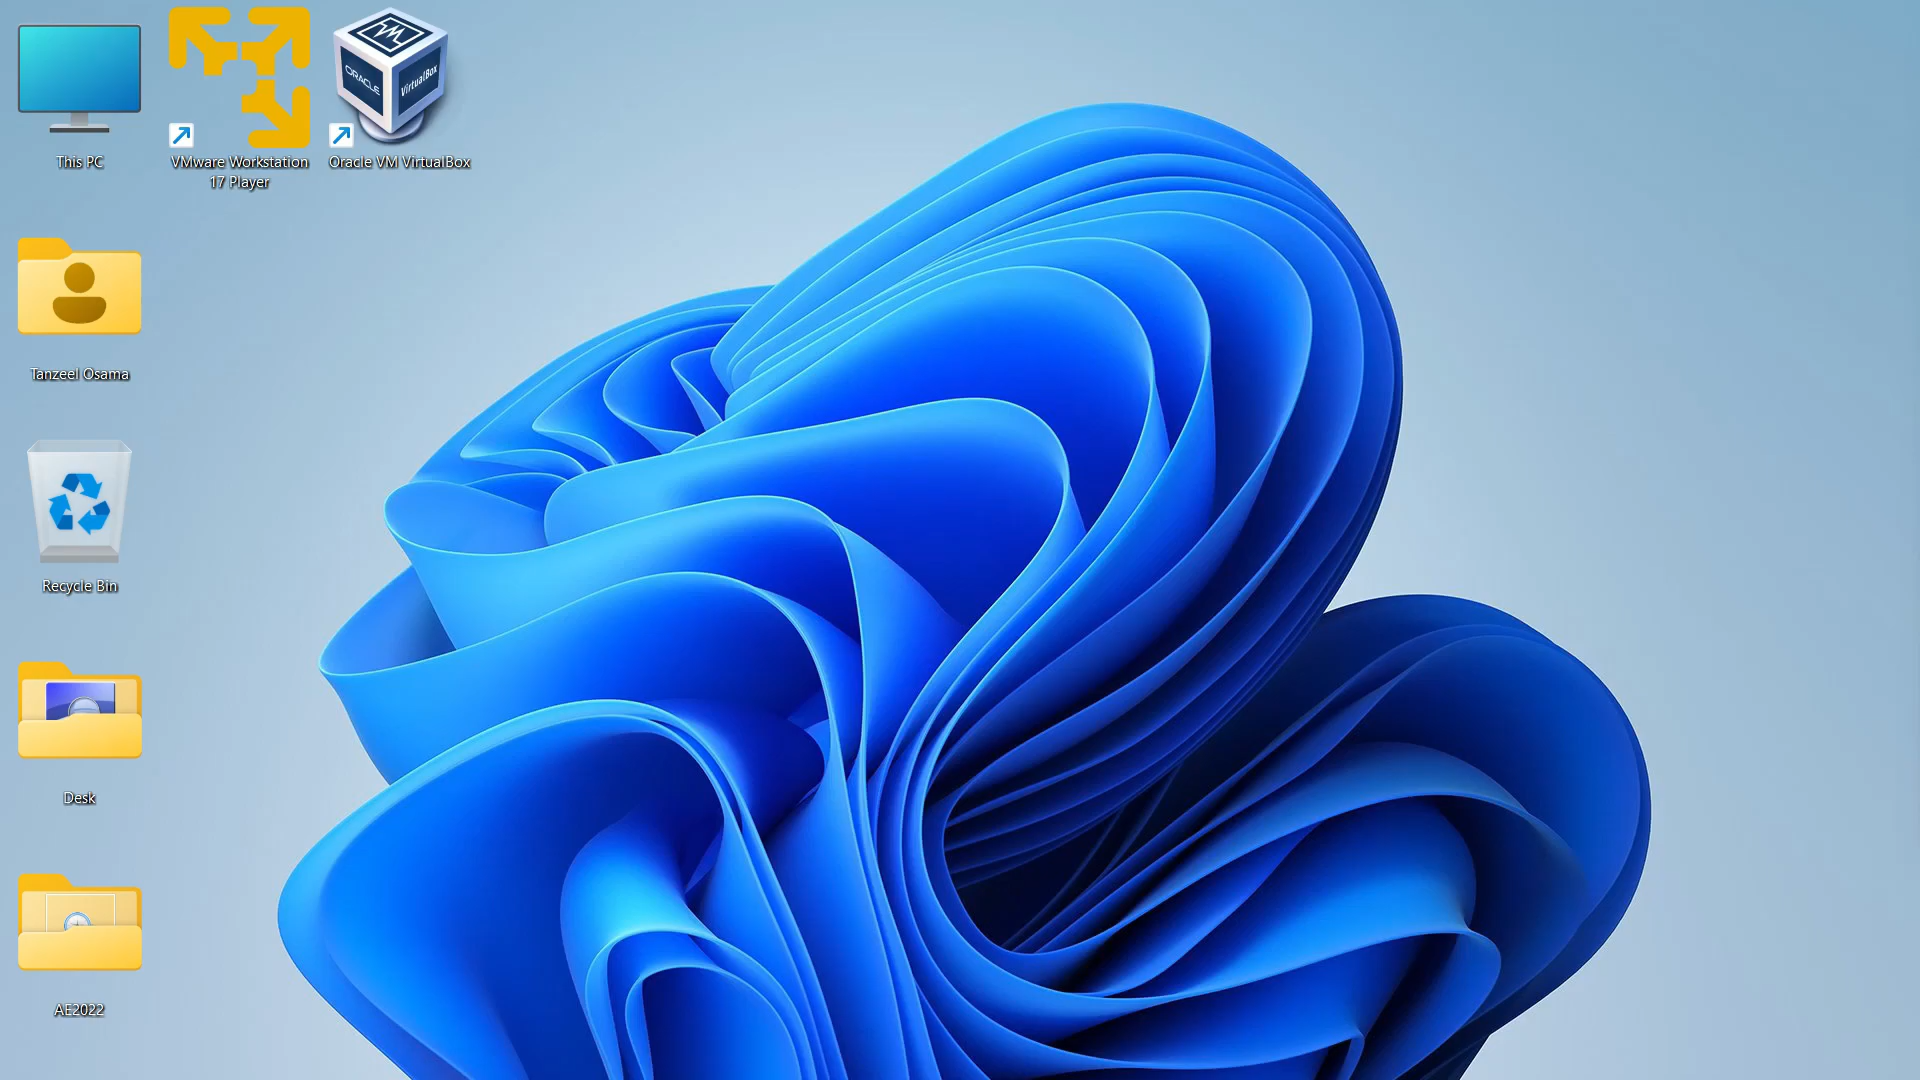 This PC
VMware Workstation
17 Player
ORACLE
VirtualBox
Oracle VM VirtualBox
Tanzeel Osama
Recycle Bin
Desk
AE2022